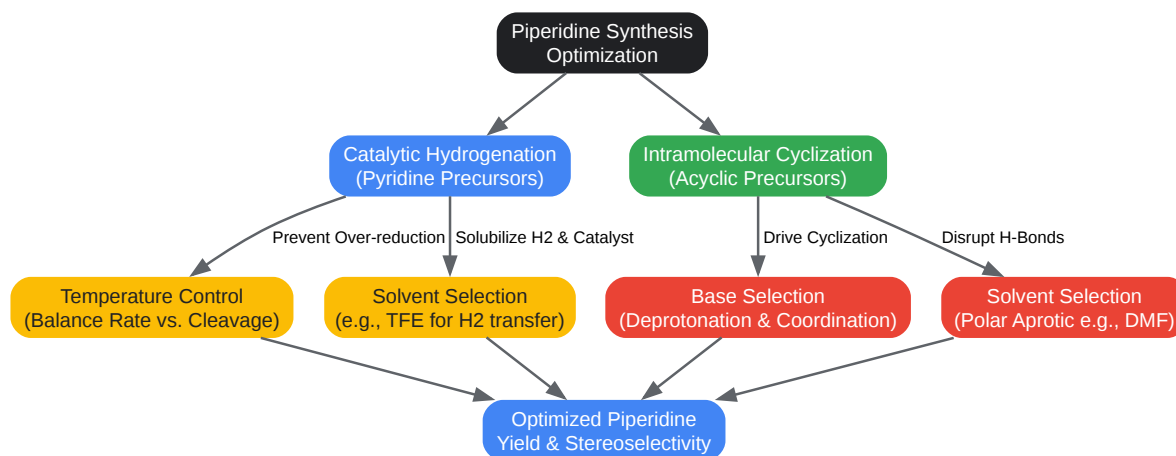 Piperidine Synthesis
Optimization
Catalytic Hydrogenation
(Pyridine Precursors)
Intramolecular Cyclization
(Acyclic Precursors)
Prevent Over-reduction
Solubilize H2 & Catalyst
Drive Cyclization
Disrupt H-Bonds
Temperature Control
(Balance Rate vs. Cleavage)
Solvent Selection
(e.g., TFE for H2 transfer)
Base Selection
(Deprotonation & Coordination)
Solvent Selection
(Polar Aprotic e.g., DMF)
Optimized Piperidine
Yield & Stereoselectivity